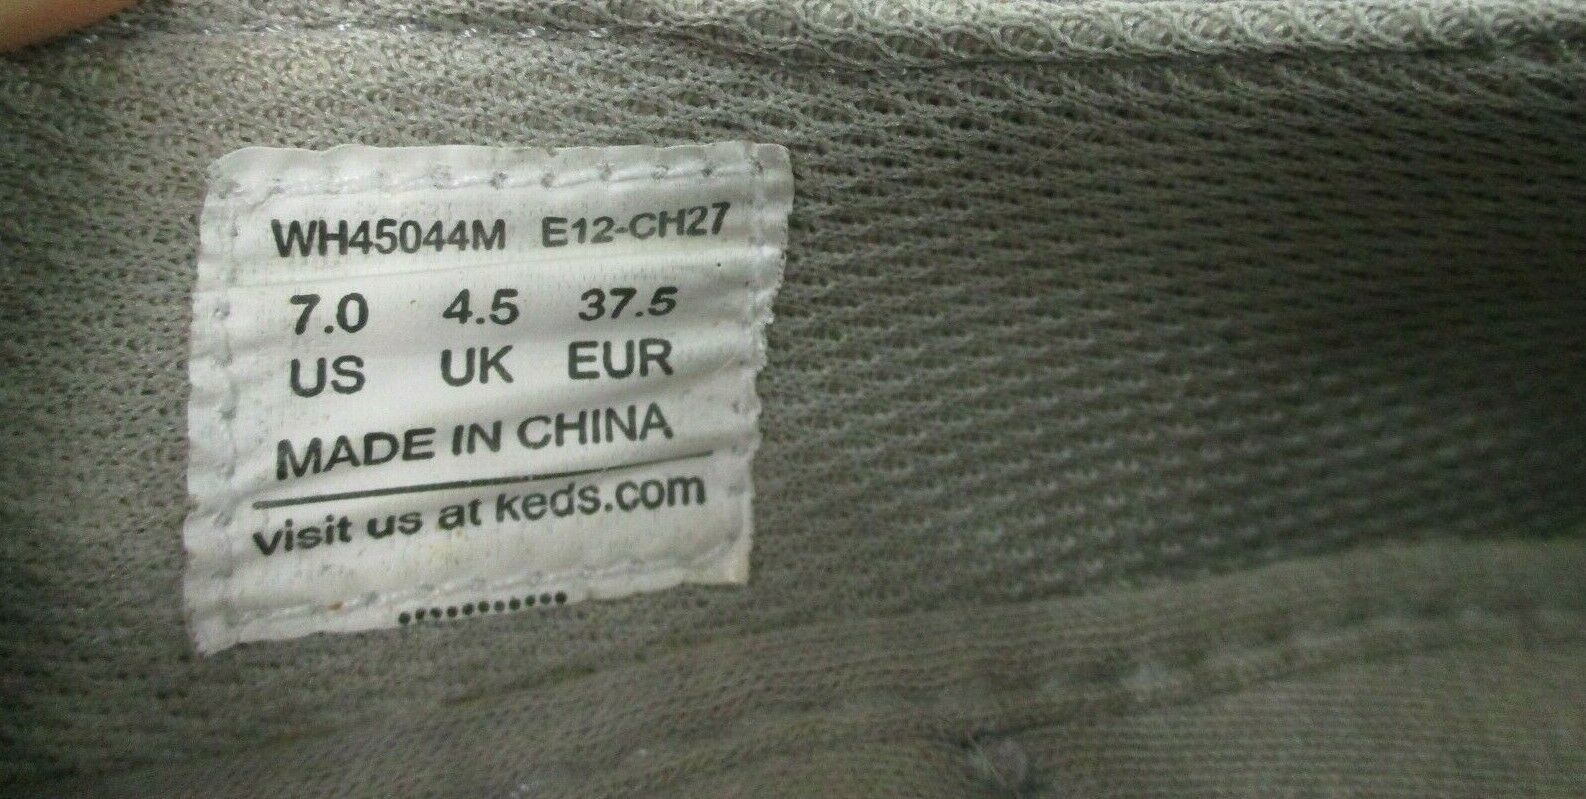 WH45044M E12-CH27
7.0 4.5 37.5
US UK EUR
MADE IN CHINA
visit us at keds.com